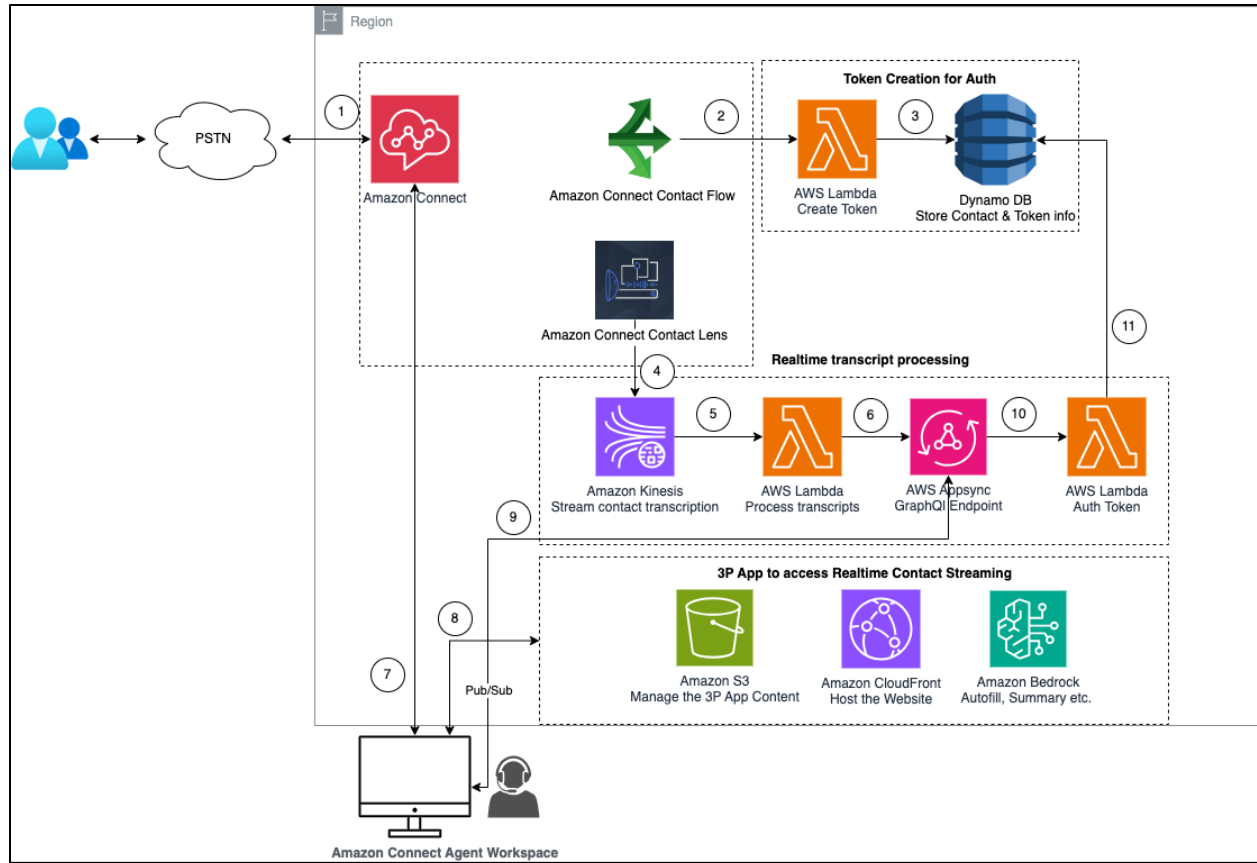 Region
Token Creation for Auth
1
2
3
PSTN
Amazon Connect
Amazon Connect Contact Flow
AWS Lambda
Create Token
Dynamo DB
Store Contact & Token info
Amazon Connect Contact Lens
11
Realtime transcript processing
4
5
6
10
Amazon Kinesis
Stream contact transcription
AWS Lambda
Process transcripts
AWS Appsync
GraphQl Endpoint
AWS Lambda
Auth Token
9
3P App to access Realtime Contact Streaming
8
7
Pub/Sub
Amazon S3
Manage the 3P App Content
Amazon CloudFront
Host the Website
Amazon Bedrock
Autofill, Summary etc.
Amazon Connect Agent Workspace